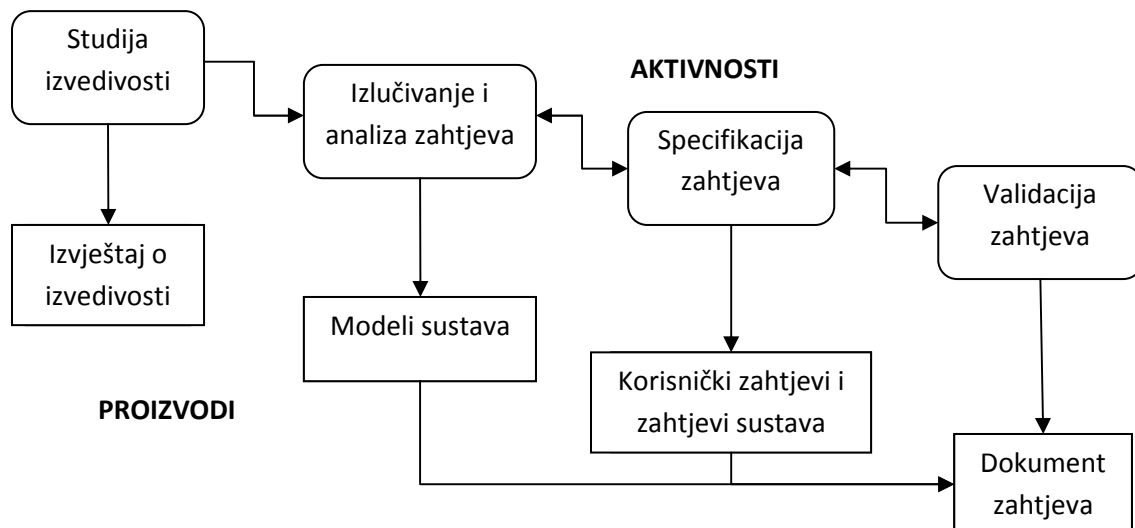 Studija
izvedivosti
AKTIVNOSTI
Izlučivanje i
analiza zahtjeva
Specifikacija
zahtjeva
Validacija
zahtjeva
Izvještaj o
izvedivosti
Modeli sustava
Korisnički zahtjevi i
zahtjevi sustava
PROIZVODI
Dokument
zahtjeva